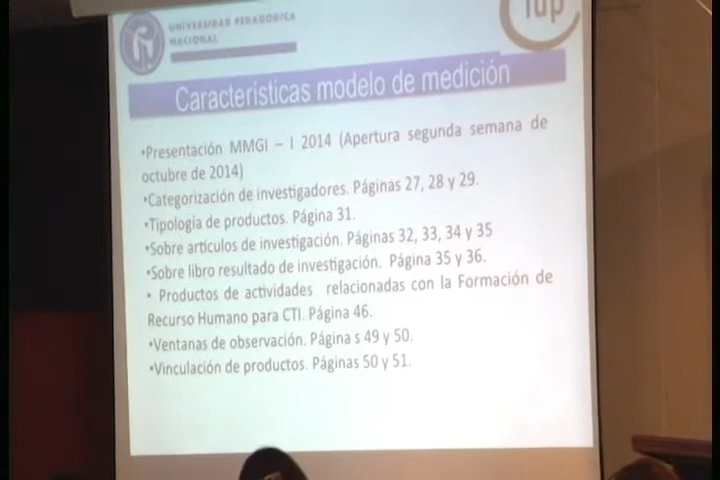 UNIVERSIDAD PEDAGOGICA
NACIONAL
iup
Características modelo de medición
•Presentación MMGI – I 2014 (Apertura segunda semana de
octubre de 2014)
•Categorización de investigadores. Páginas 27, 28 y 29.
•Tipología de productos. Página 31.
•Sobre artículos de investigación. Páginas 32, 33, 34 y 35
•Sobre libro resultado de investigación. Página 35 y 36.
• Productos de actividades relacionadas con la Formación de
Recurso Humano para CTI. Página 46.
•Ventanas de observación. Página s 49 y 50.
•Vinculación de productos. Páginas 50 y 51.